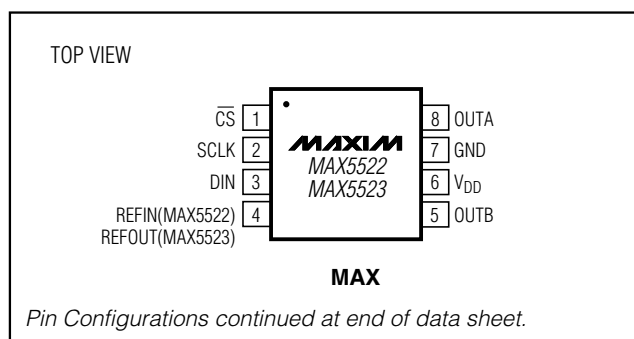 TOP VIEW
C̅S̅ 1
SCLK 2
DIN 3
REFIN(MAX5522) 4
REFOUT(MAX5523)
MAXIM
MAX5522
MAX5523
8 OUTA
7 GND
6 VDD
5 OUTB
MAX
Pin Configurations continued at end of data sheet.